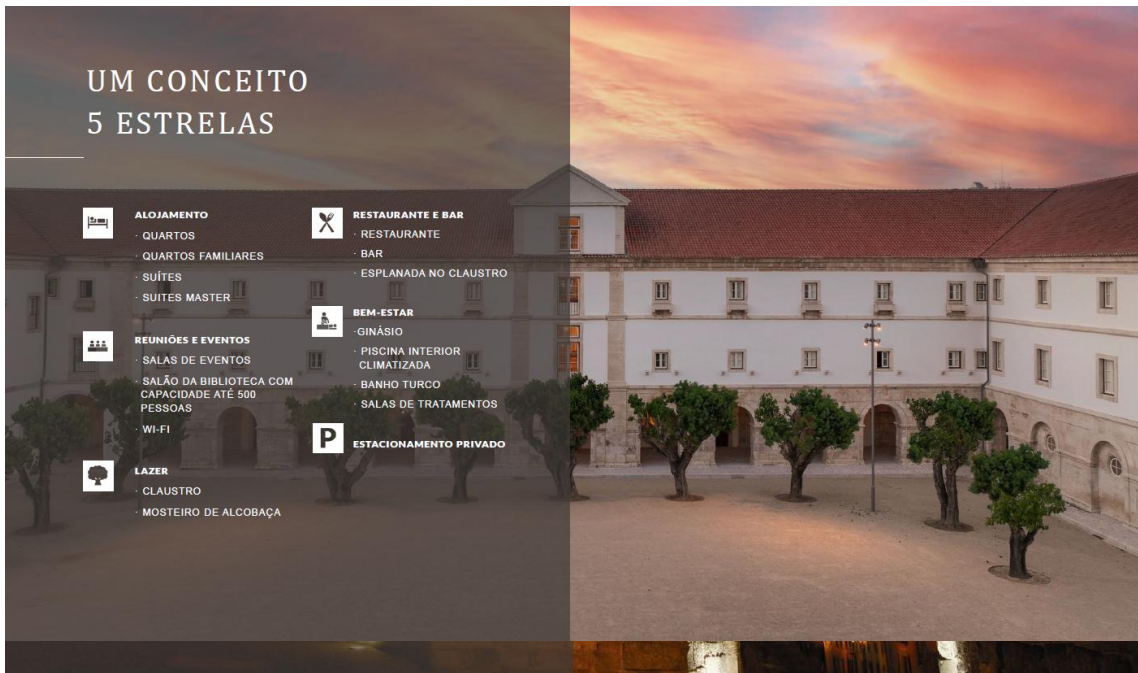 UM CONCEITO
5 ESTRELAS
ALOJAMENTO
· QUARTOS
· QUARTOS FAMILIARES
· SUÍTES
· SUITES MASTER
REUNIÕES E EVENTOS
· SALAS DE EVENTOS
· SALÃO DA BIBLIOTECA COM
CAPACIDADE ATÉ 500
PESSOAS
· WI-FI
LAZER
· CLAUSTRO
· MOSTEIRO DE ALCOBAÇA
RESTAURANTE E BAR
· RESTAURANTE
· BAR
· ESPLANADA NO CLAUSTRO
BEM-ESTAR
·GINÁSIO
· PISCINA INTERIOR
CLIMATIZADA
· BANHO TURCO
· SALAS DE TRATAMENTOS
P
ESTACIONAMENTO PRIVADO